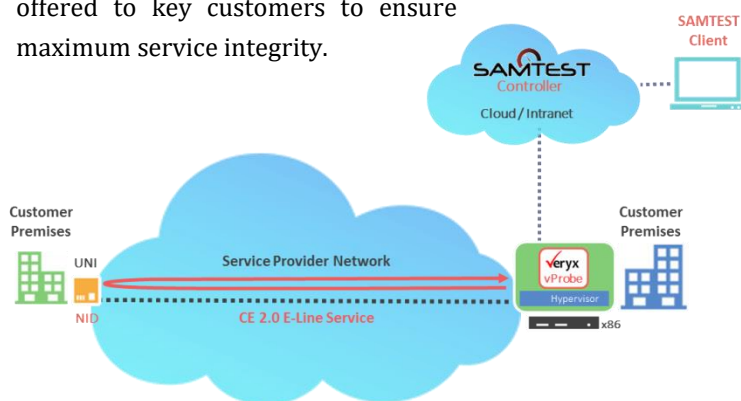 offered to key customers to ensure
maximum service integrity.
SAMTEST
Client
SAMTEST
Controller
Cloud / Intranet
Customer
Premises
UNI
NID
Service Provider Network
CE 2.0 E-Line Service
Veryx
vProbe
Hypervisor
x86
Customer
Premises